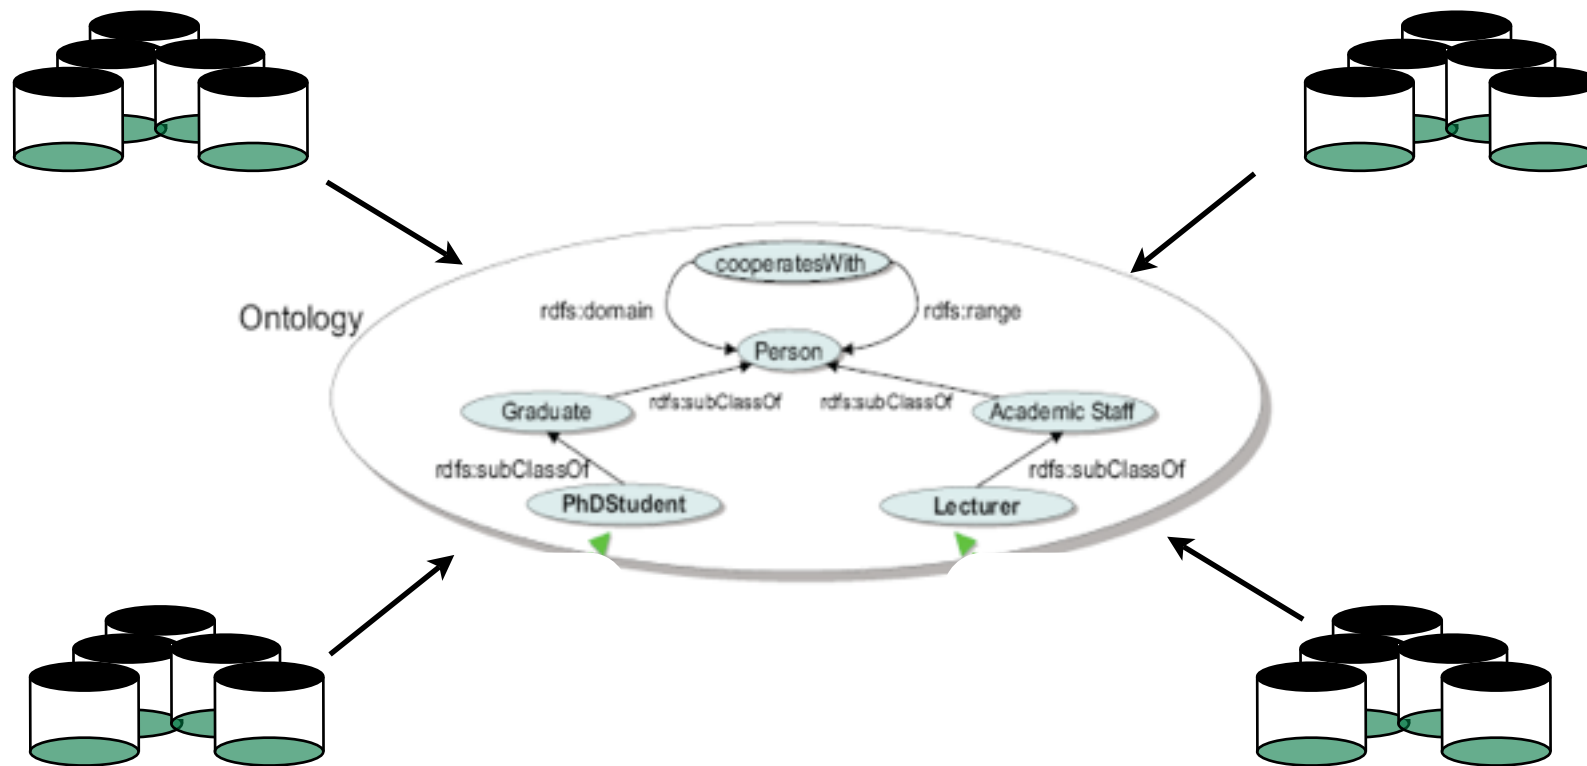 cooperatesWith
Ontology
rdfs:domain
rdfs:range
Person
rdfs:subClassOf
rdfs:subClassOf
Graduate
Academic Staff
rdfs:subClassOf
rdfs:subClassOf
PhDStudent
Lecturer